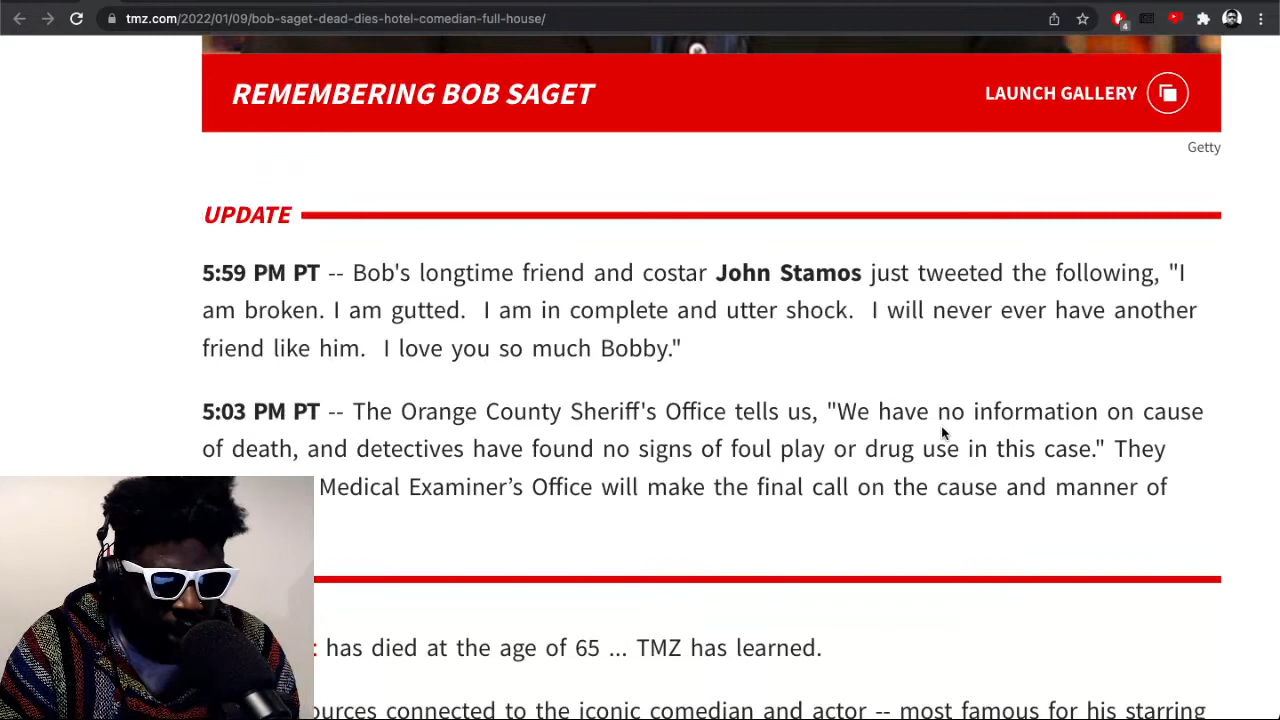 tmz.com/2022/01/09/bob-saget-dead-dies-hotel-comedian-full-house/
4
REMEMBERING BOB SAGET
LAUNCH GALLERY
Getty
UPDATE
5:59 PM PT -- Bob's longtime friend and costar John Stamos just tweeted the following, "I
am broken. I am gutted.  I am in complete and utter shock.  I will never ever have another
friend like him.  I love you so much Bobby."
5:03 PM PT -- The Orange County Sheriff's Office tells us, "We have no information on cause
of death, and detectives have found no signs of foul play or drug use in this case." They
Medical Examiner’s Office will make the final call on the cause and manner of
has died at the age of 65 ... TMZ has learned.
ources connected to the iconic comedian and actor -- most famous for his starring